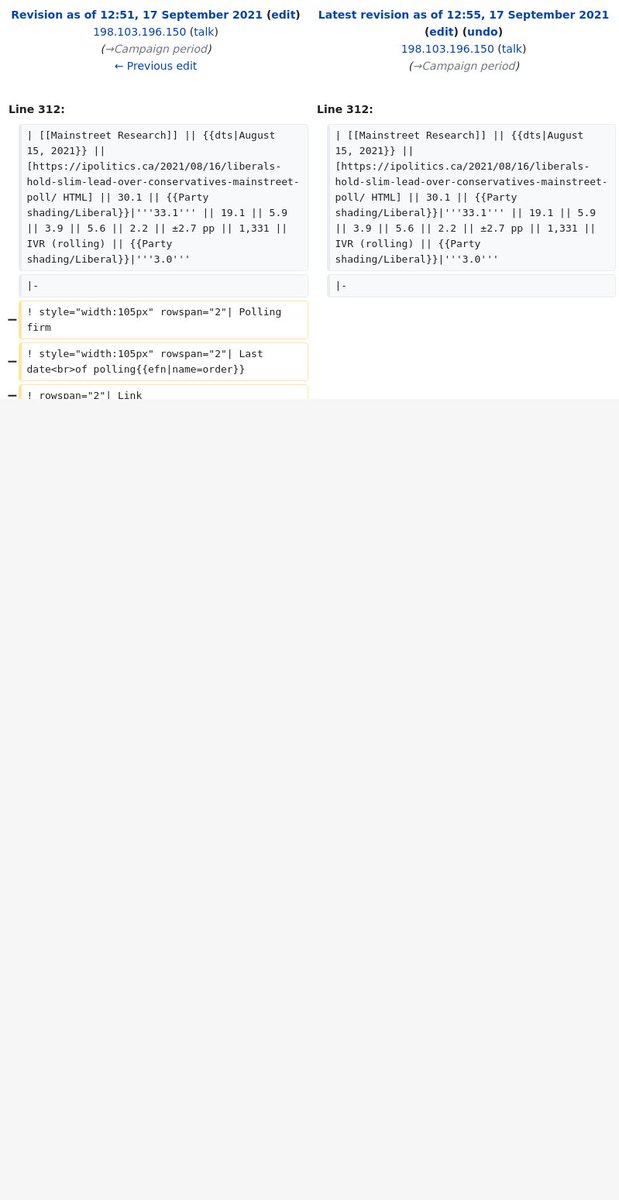 Revision as of 12:51, 17 September 2021 (edit)
198.103.196.150 (talk)
(→Campaign period)
← Previous edit
Latest revision as of 12:55, 17 September 2021
(edit) (undo)
198.103.196.150 (talk)
(→Campaign period)
Line 312:
Line 312:
| [[Mainstreet Research]] || {{dts|August
15, 2021}} ||
[https://ipolitics.ca/2021/08/16/liberals-
hold-slim-lead-over-conservatives-mainstreet-
poll/ HTML] || 30.1 || {{Party
shading/Liberal}}|'''33.1''' || 19.1 || 5.9
|| 3.9 || 5.6 || 2.2 || ±2.7 pp || 1,331 ||
IVR (rolling) || {{Party
shading/Liberal}}|'''3.0'''
| [[Mainstreet Research]] || {{dts|August
15, 2021}} ||
[https://ipolitics.ca/2021/08/16/liberals-
hold-slim-lead-over-conservatives-mainstreet-
poll/ HTML] || 30.1 || {{Party
shading/Liberal}}|'''33.1''' || 19.1 || 5.9
|| 3.9 || 5.6 || 2.2 || ±2.7 pp || 1,331 ||
IVR (rolling) || {{Party
shading/Liberal}}|'''3.0'''
|-
|-
− ! style="width:105px" rowspan="2"| Polling
firm
− ! style="width:105px" rowspan="2"| Last
date<br>of polling{{efn|name=order}}
− ! rowspan="2"| Link